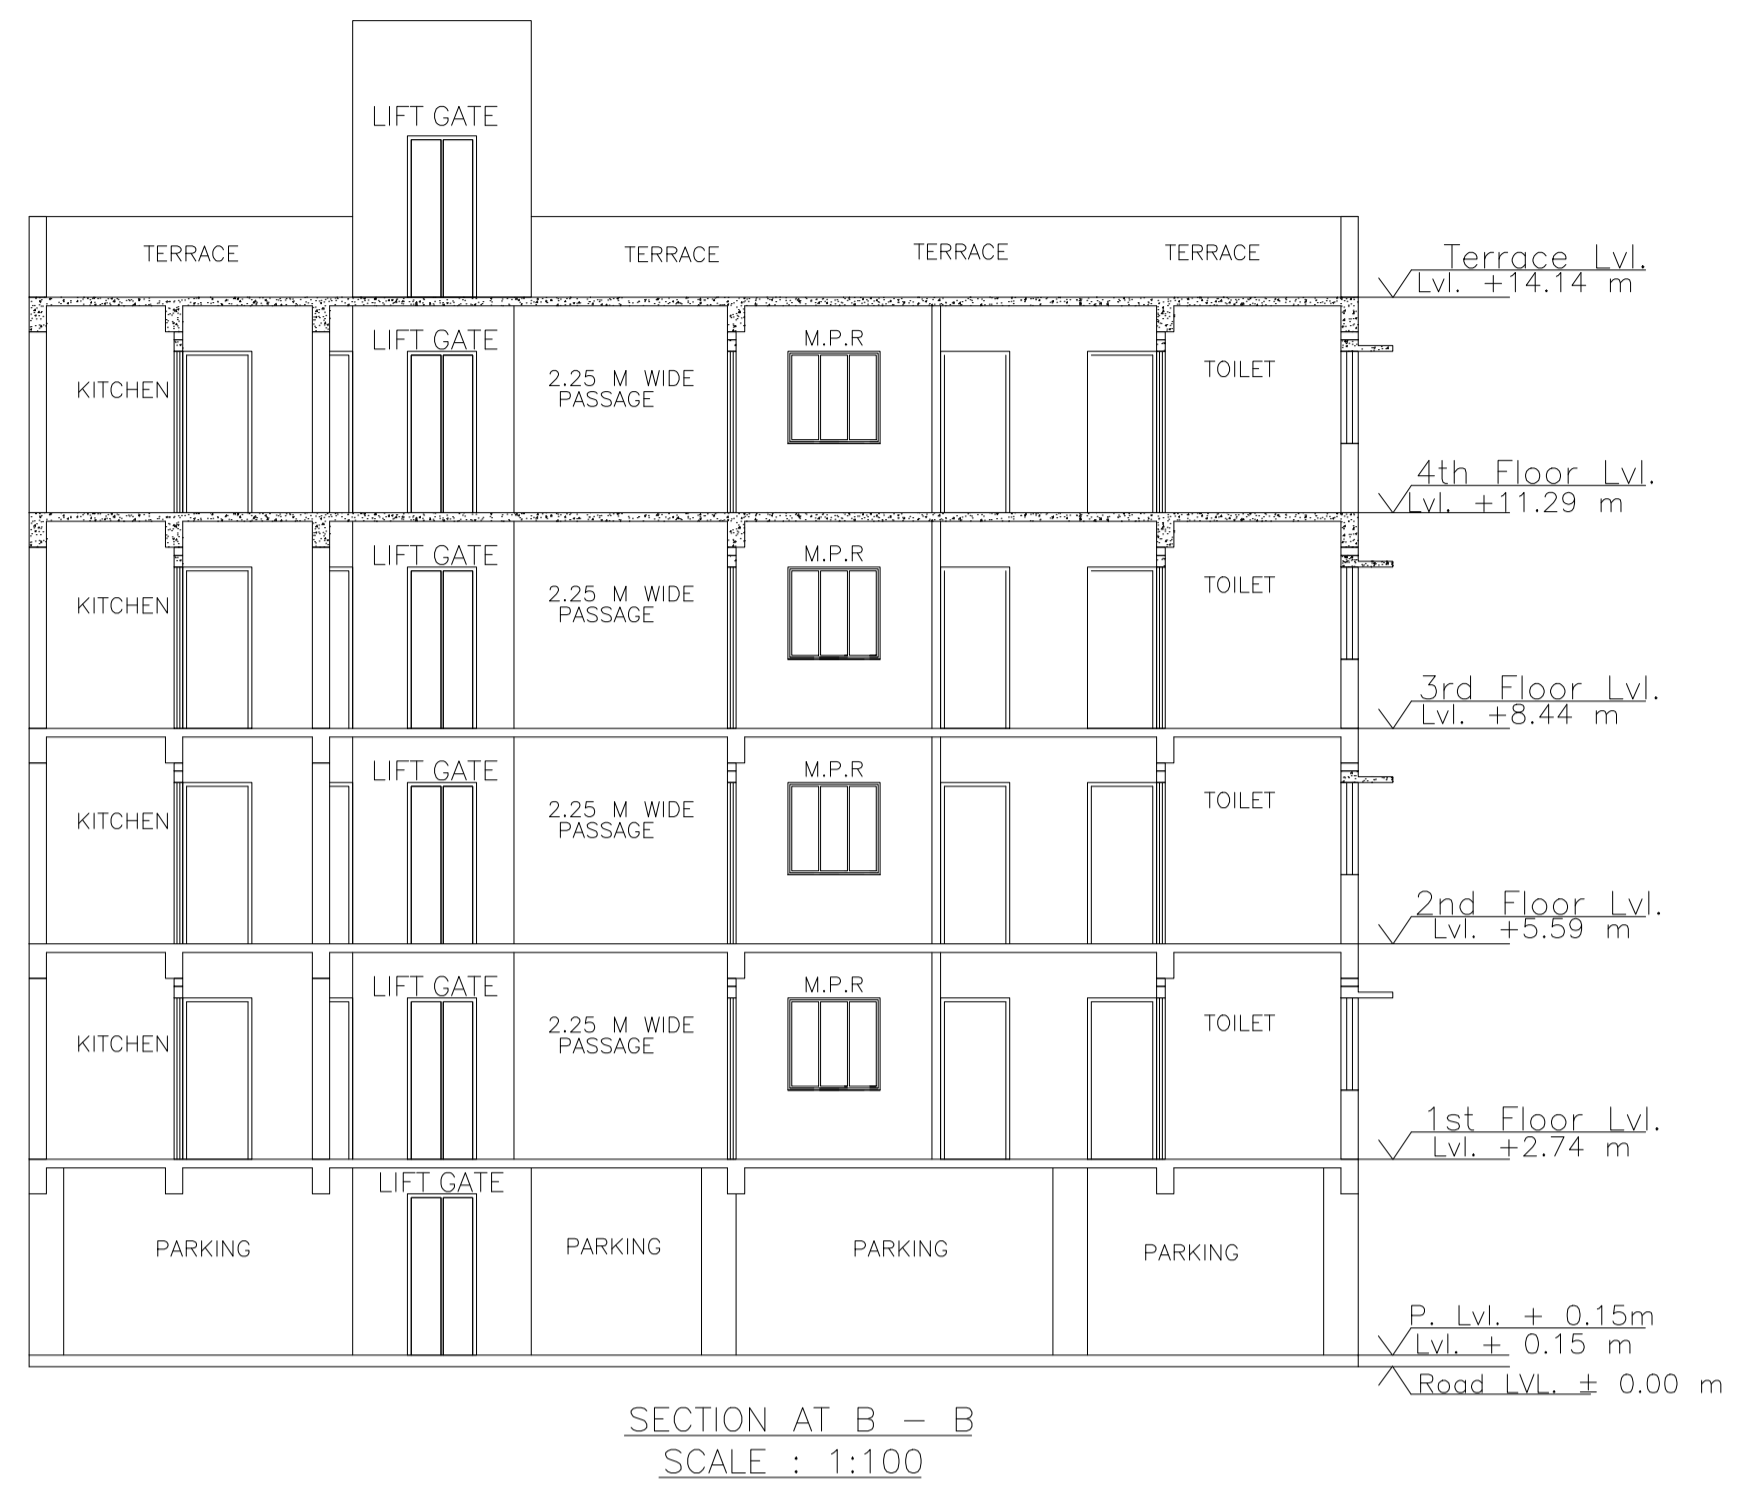 LIFT GATE
TERRACE
TERRACE
TERRACE
TERRACE
Terrace Lvl.
Lvl. +14.14 m
KITCHEN
LIFT GATE
2.25 M WIDE
PASSAGE
M.P.R
TOILET
4th Floor Lvl.
Lvl. +11.29 m
KITCHEN
LIFT GATE
2.25 M WIDE
PASSAGE
M.P.R
TOILET
3rd Floor Lvl.
Lvl. +8.44 m
KITCHEN
LIFT GATE
2.25 M WIDE
PASSAGE
M.P.R
TOILET
2nd Floor Lvl.
Lvl. +5.59 m
KITCHEN
LIFT GATE
2.25 M WIDE
PASSAGE
M.P.R
TOILET
1st Floor Lvl.
Lvl. +2.74 m
LIFT GATE
PARKING
PARKING
PARKING
PARKING
P. Lvl. + 0.15m
Lvl. + 0.15 m
Road LVL. ± 0.00 m
SECTION AT B – B
SCALE : 1:100